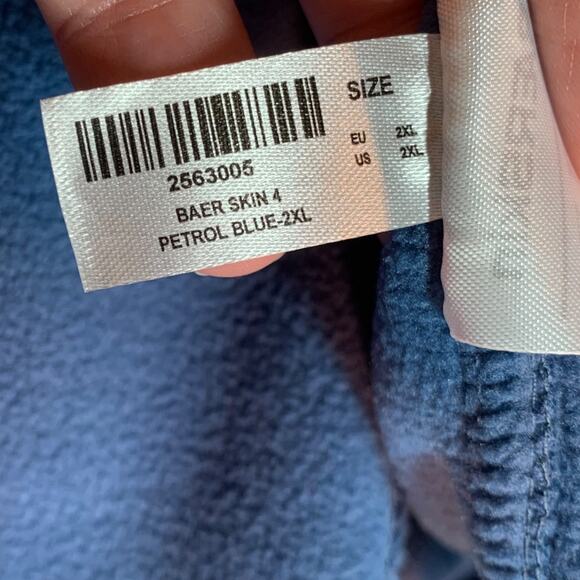 SIZE
EU 2XL
US 2XL
2563005
BAER SKIN 4
PETROL BLUE-2XL